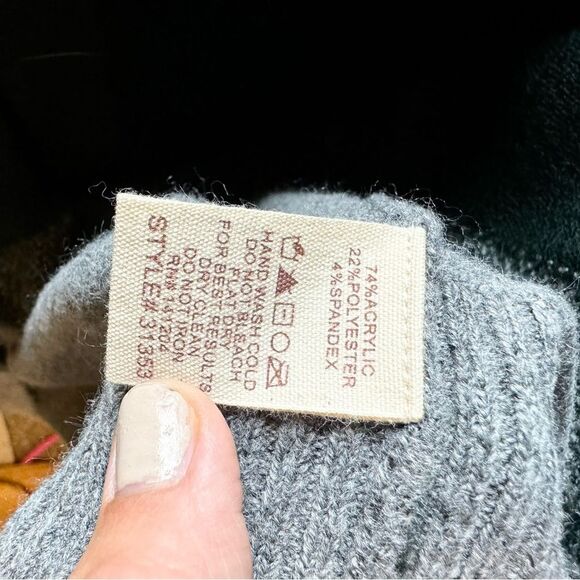 74%ACRYLIC
22%POLYESTER
4%SPANDEX
HAND WASH COLD
DO NOT BLEACH
FLAT DRY
FOR BEST RESULTS
DRY CLEAN
DO NOT IRON
RN# 141204
STYLE#:31353